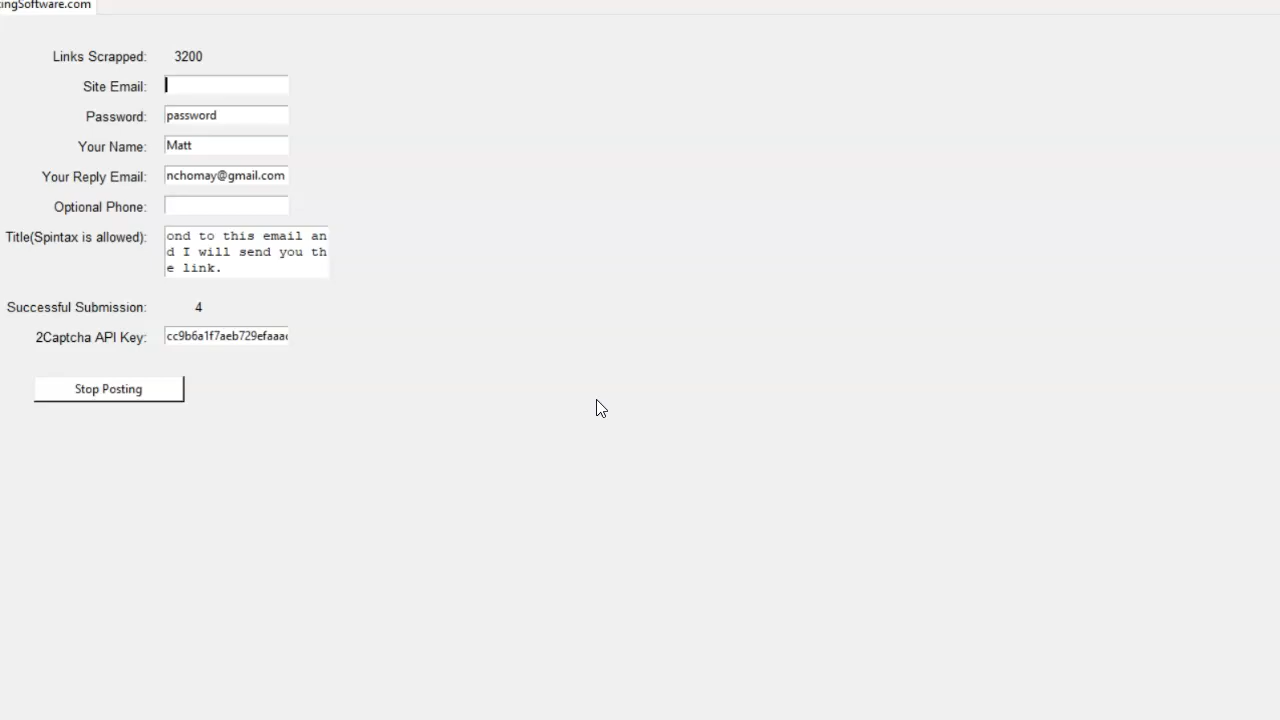 ingSoftware.com
Links Scrapped: 3200
Site Email:
Password: password
Your Name: Matt
Your Reply Email: nchomay@gmail.com
Optional Phone:
Title(Spintax is allowed): ond to this email an
d I will send you th
e link.
Successful Submission: 4
2Captcha API Key: cc9b6a1f7aeb729efaaac
Stop Posting